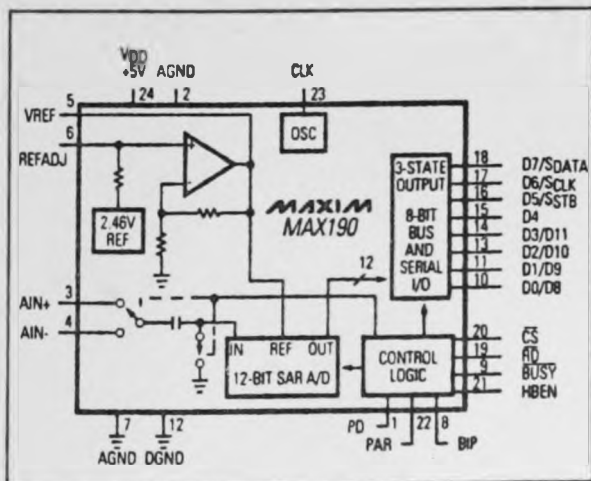 VDD
+5V AGND CLK
24 2 23
5
VREF
6
REFADJ
OSC
2.46V
REF
+
-
MAXIM
MAX190
3-STATE
OUTPUT
8-BIT
BUS
AND
SERIAL
I/O
18 D7/SDATA
17 D6/SCLK
16 D5/SSTB
15 D4
14 D3/D11
13 D2/D10
11 D1/D9
10 D0/D8
12
3
AIN+
4
AIN-
IN REF OUT
12-BIT SAR A/D
CONTROL
LOGIC
20 CS
19 RD
9 BUSY
21 HBEN
7 12
AGND DGND
PD 1
PAR 22
8 BIP